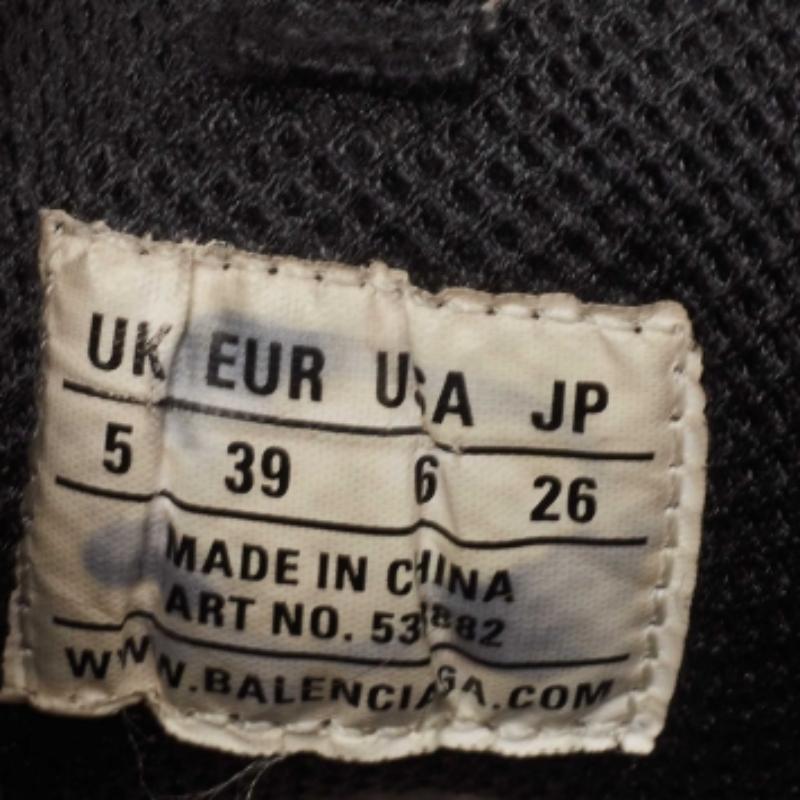 UK EUR USA JP
5 39 6 26
MADE IN CHINA
ART NO.
WWW.BALENCIAGA.COM